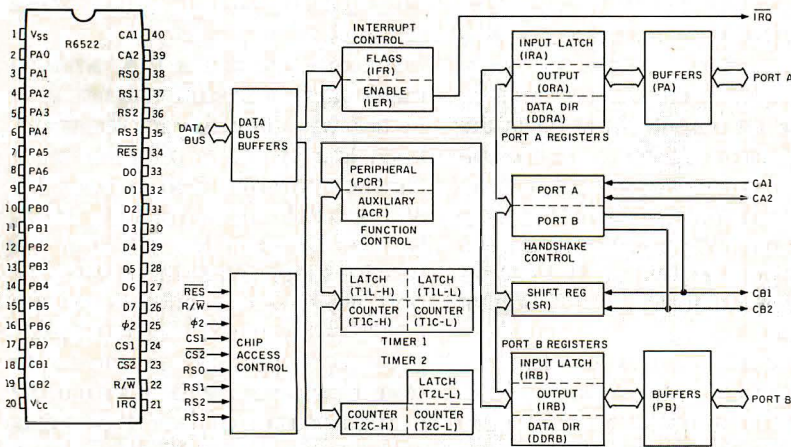 R6522
1 VSS
2 PA0
3 PA1
4 PA2
5 PA3
6 PA4
7 PA5
8 PA6
9 PA7
10 PB0
11 PB1
12 PB2
13 PB3
14 PB4
15 PB5
16 PB6
17 PB7
18 CB1
19 CB2
20 VCC
CA1 40
CA2 39
RS0 38
RS1 37
RS2 36
RS3 35
RES 34
D0 33
D1 32
D2 31
D3 30
D4 29
D5 28
D6 27
D7 26
φ2 25
CS1 24
CS2 23
R/W 22
IRQ 21
DATA BUS
DATA
BUS
BUFFERS
RES
R/W
φ2
CS1
CS2
RS0
RS1
RS2
RS3
CHIP
ACCESS
CONTROL
INTERRUPT
CONTROL
FLAGS
(IFR)
ENABLE
(IER)
PERIPHERAL
(PCR)
AUXILIARY
(ACR)
FUNCTION
CONTROL
LATCH LATCH
(T1L-H) (T1L-L)
COUNTER COUNTER
(T1C-H) (T1C-L)
TIMER 1
TIMER 2
LATCH
(T2L-L)
COUNTER COUNTER
(T2C-H) (T2C-L)
IRQ
INPUT LATCH
(IRA)
OUTPUT
(ORA)
DATA DIR
(DDRA)
PORT A REGISTERS
BUFFERS
(PA)
PORT A
PORT A
PORT B
HANDSHAKE
CONTROL
CA1
CA2
SHIFT REG
(SR)
CB1
CB2
PORT B REGISTERS
INPUT LATCH
(IRB)
OUTPUT
(IRB)
DATA DIR
(DDRB)
BUFFERS
(PB)
PORT B